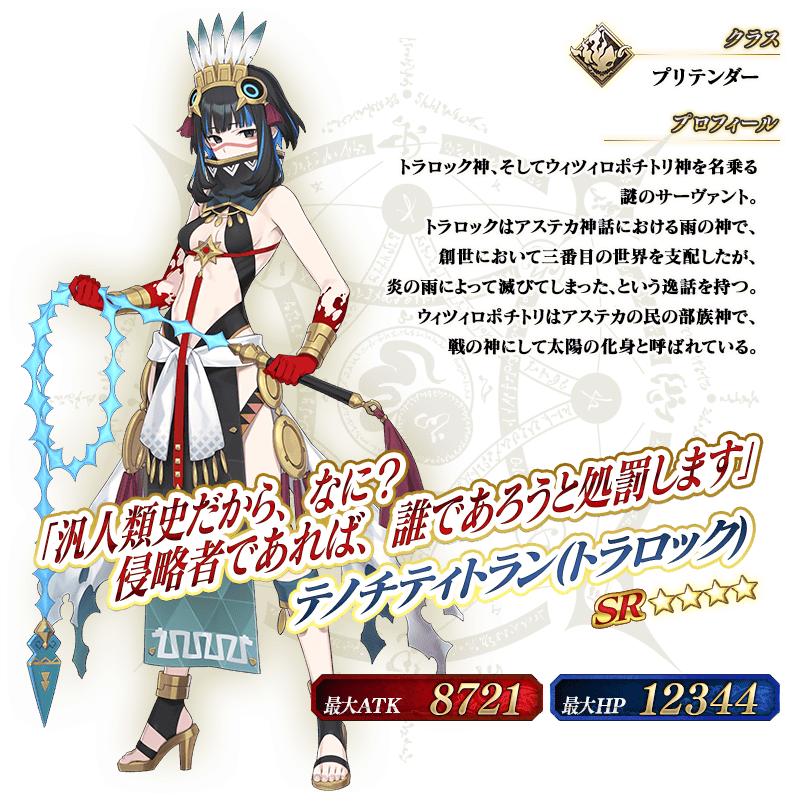 クラス
プリテンダー
プロフィール
トラロック神、そしてウィツィロポチトリ神を名乗る
謎のサーヴァント。
トラロックはアステカ神話における雨の神で、
創世において三番目の世界を支配したが、
炎の雨によって滅びてしまった、という逸話を持つ。
ウィツィロポチトリはアステカの民の部族神で、
戦の神にして太陽の化身と呼ばれている。
「汎人類史だから、なに？
侵略者であれば、誰であろうと処罰します」
テノチティトラン(トラロック)
SR
最大ATK 8721
最大HP 12344